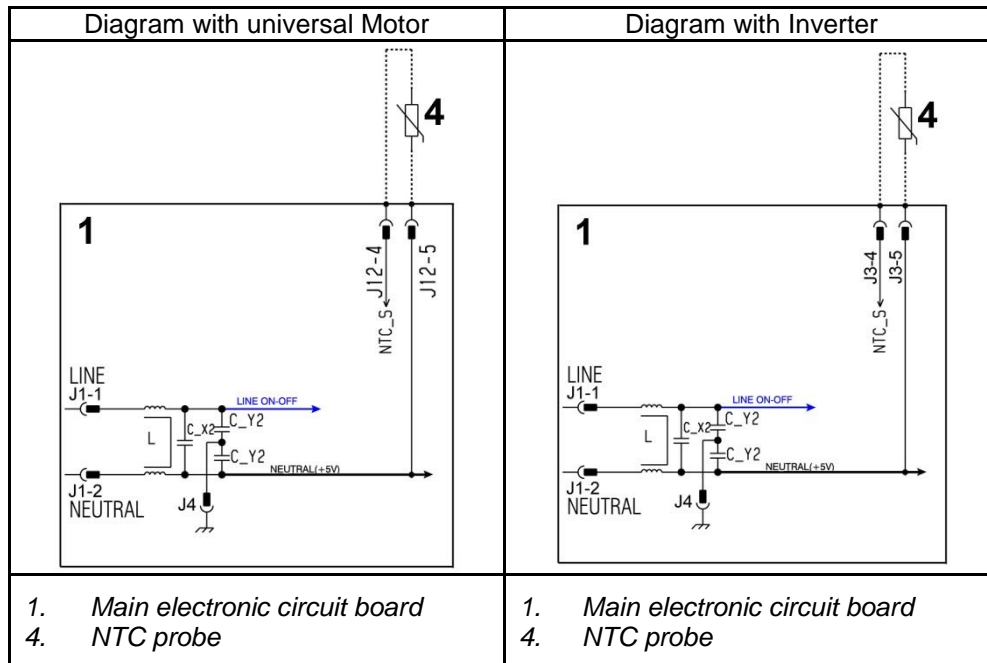 Diagram with universal Motor
4
1
J12-4
J12-5
NTC_S
LINE
J1-1
LINE ON-OFF
C_Y2
L
C_X2
C_Y2
NEUTRAL(+5V)
J1-2
NEUTRAL
J4
1. Main electronic circuit board
4. NTC probe
Diagram with Inverter
4
1
J3-4
J3-5
NTC_S
LINE
J1-1
LINE ON-OFF
C_Y2
L
C_X2
C_Y2
NEUTRAL(+5V)
J1-2
NEUTRAL
J4
1. Main electronic circuit board
4. NTC probe